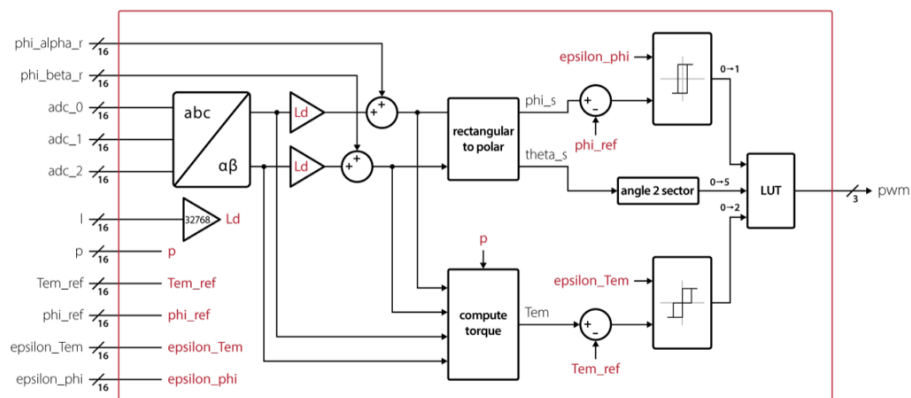 phi_alpha_r
16
phi_beta_r
16
adc_0
16
adc_1
16
adc_2
16
l
16
32768
Ld
p
16
p
Tem_ref
16
Tem_ref
phi_ref
16
phi_ref
epsilon_Tem
16
epsilon_Tem
epsilon_phi
16
epsilon_phi
abc
αβ
Ld
Ld
+
+
+
+
rectangular
to polar
phi_s
theta_s
epsilon_phi
+
-
phi_ref
0→1
angle 2 sector
0→5
0→2
LUT
3
pwm
p
compute
torque
Tem
epsilon_Tem
+
-
Tem_ref